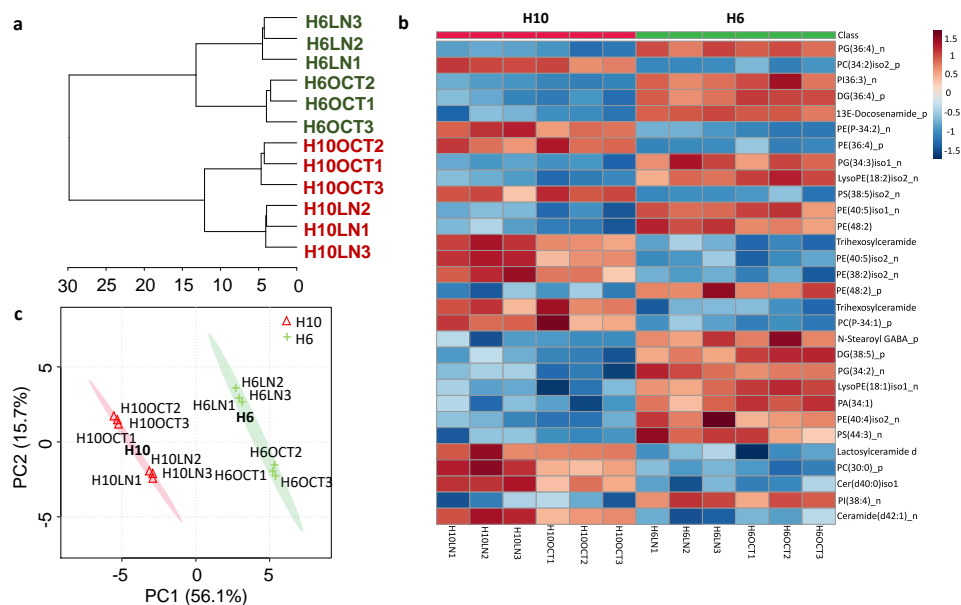 a
H6LN3
H6LN2
H6LN1
H6OCT2
H6OCT1
H6OCT3
H10OCT2
H10OCT1
H10OCT3
H10LN2
H10LN1
H10LN3
30 25 20 15 10 5 0
b
H10 H6
Class
PG(36:4)_n
PC(34:2)iso2_p
PI36:3)_n
DG(36:4)_p
13E-Docosenamide_p
PE(P-34:2)_n
PE(36:4)_p
PG(34:3)iso1_n
LysoPE(18:2)iso2_n
PS(38:5)iso2_n
PE(40:5)iso1_n
PE(48:2)
Trihexosylceramide
PE(40:5)iso2_n
PE(38:2)iso2_n
PE(48:2)_p
Trihexosylceramide
PC(P-34:1)_p
N-Stearoyl GABA_p
DG(38:5)_p
PG(34:2)_n
LysoPE(18:1)iso1_n
PA(34:1)
PE(40:4)iso2_n
PS(44:3)_n
Lactosylceramide d
PC(30:0)_p
Cer(d40:0)iso1
PI(38:4)_n
Ceramide(d42:1)_n
H10LN1
H10LN2
H10LN3
H10OCT1
H10OCT2
H10OCT3
H6LN1
H6LN2
H6LN3
H6OCT1
H6OCT2
H6OCT3
1.5
1
0.5
0
-0.5
-1
-1.5
c
H10
H6
H6LN2
H6LN1 H6LN3
H6
H10OCT2
H10OCT3
H10OCT1
H10
H10LN2
H10LN1 H10LN3
H6OCT2
H6OCT1 H6OCT3
PC2 (15.7%)
5
0
-5
-5 0 5
PC1 (56.1%)